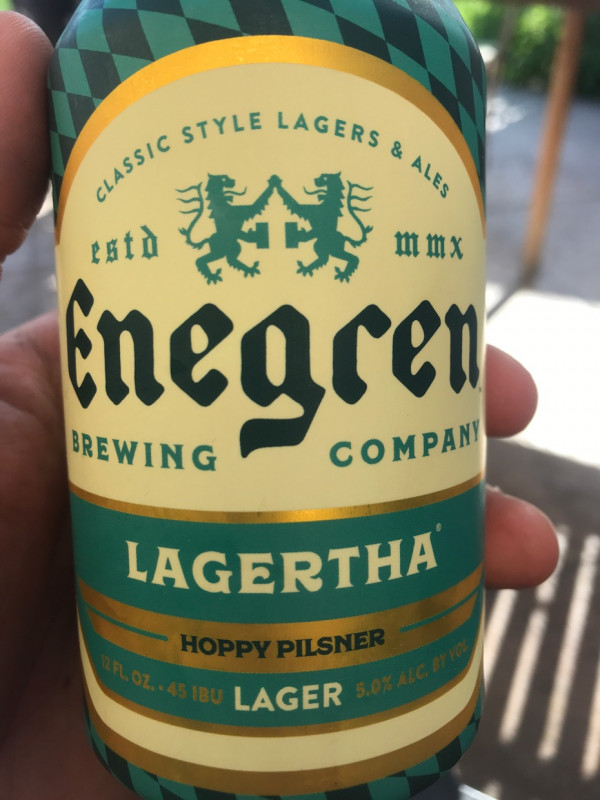 CLASSIC STYLE LAGERS & ALES
estd mmx
Enegren
BREWING COMPANY
LAGERTHA®
HOPPY PILSNER
12 FL. OZ. · 45 IBU LAGER 5.0% ALC. BY VOL.